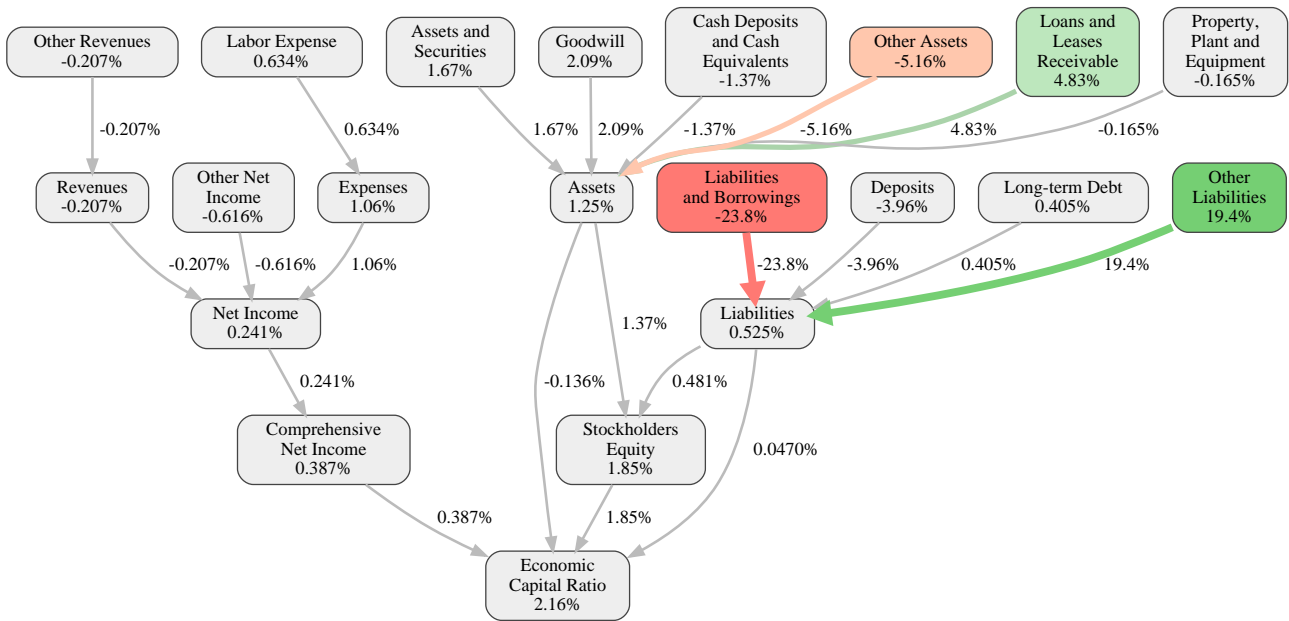 Other Revenues
-0.207%
Labor Expense
0.634%
Assets and
Securities
1.67%
Goodwill
2.09%
Cash Deposits
and Cash
Equivalents
-1.37%
Other Assets
-5.16%
Loans and
Leases
Receivable
4.83%
Property,
Plant and
Equipment
-0.165%
-0.207%
0.634%
1.67%
2.09%
-1.37%
-5.16%
4.83%
-0.165%
Revenues
-0.207%
Other Net
Income
-0.616%
Expenses
1.06%
Assets
1.25%
Liabilities
and Borrowings
-23.8%
Deposits
-3.96%
Long-term Debt
0.405%
Other
Liabilities
19.4%
-0.207%
-0.616%
1.06%
-23.8%
-3.96%
0.405%
19.4%
Net Income
0.241%
Liabilities
0.525%
1.37%
0.241%
-0.136%
0.481%
Comprehensive
Net Income
0.387%
Stockholders
Equity
1.85%
0.0470%
0.387%
1.85%
Economic
Capital Ratio
2.16%